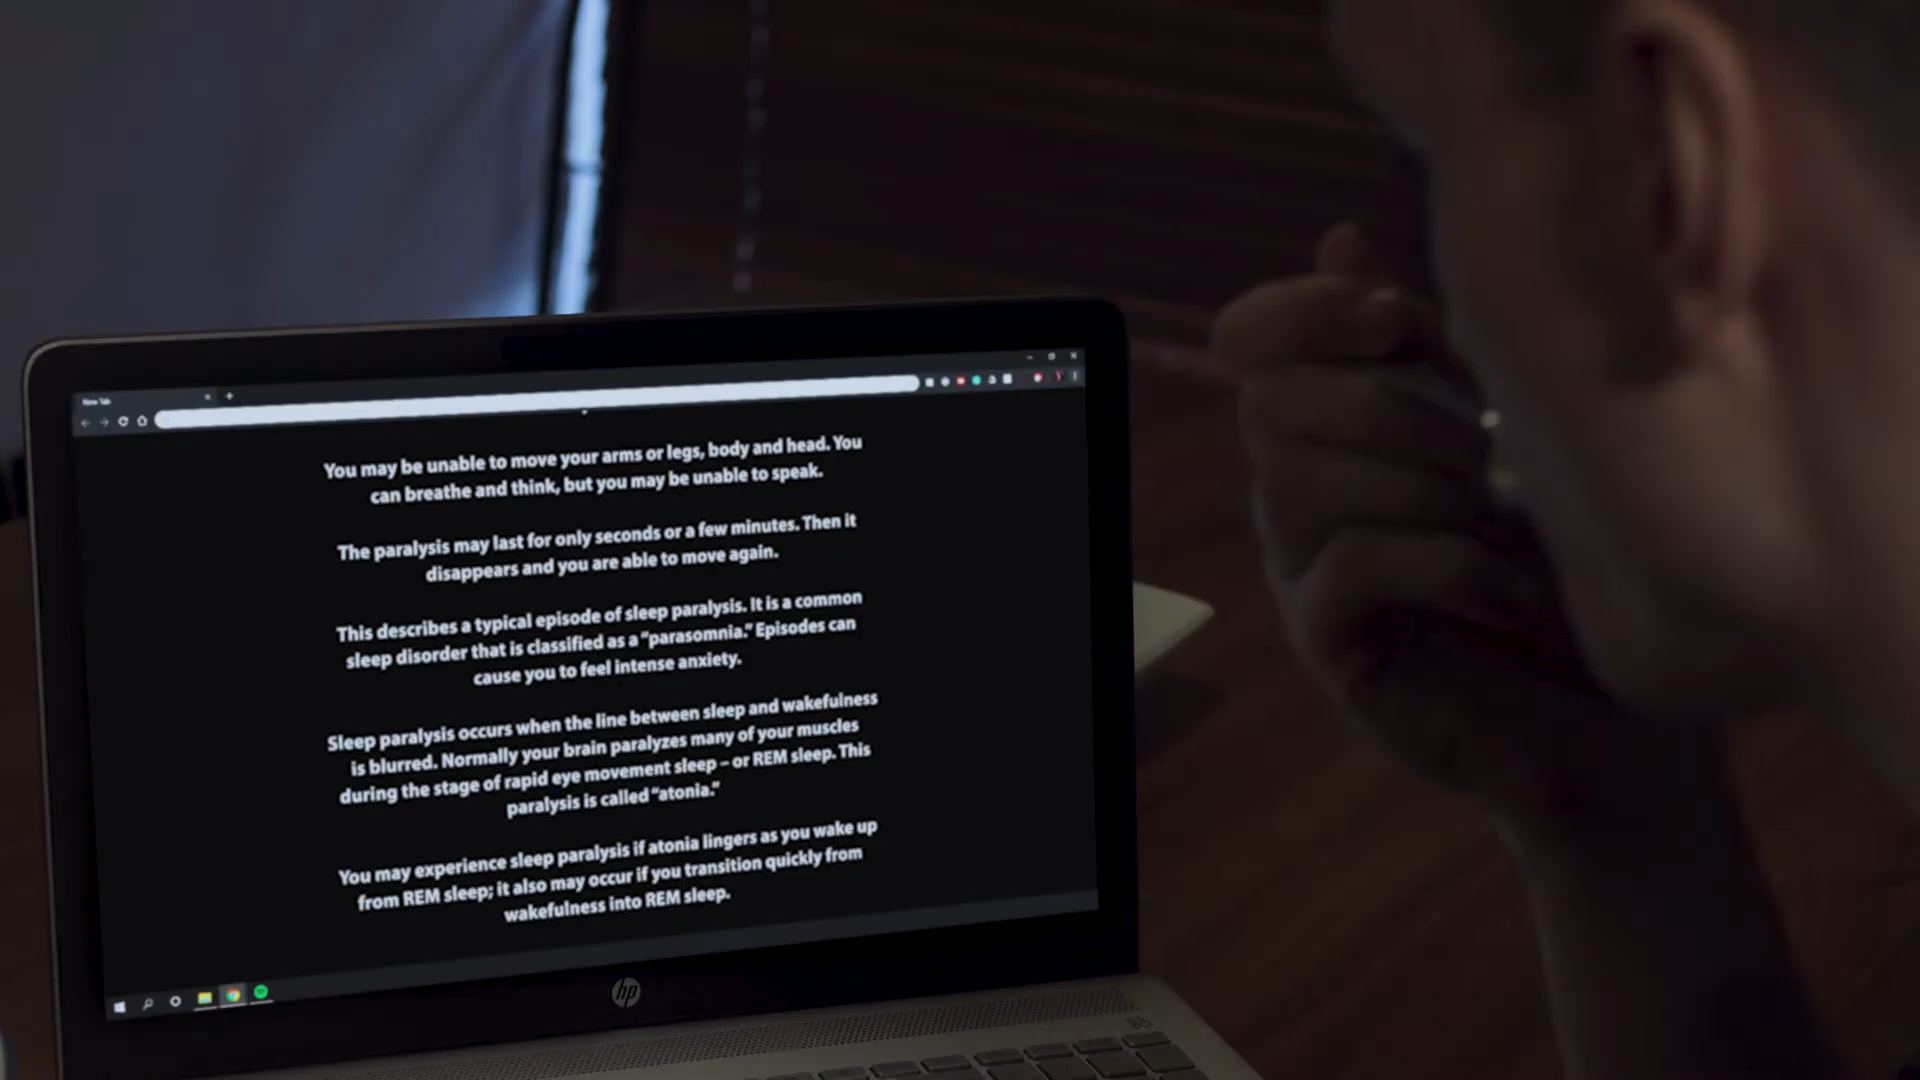 New Tab
You may be unable to move your arms or legs, body and head. You
can breathe and think, but you may be unable to speak.
The paralysis may last for only seconds or a few minutes. Then it
disappears and you are able to move again.
This describes a typical episode of sleep paralysis. It is a common
sleep disorder that is classified as a “parasomnia.” Episodes can
cause you to feel intense anxiety.
Sleep paralysis occurs when the line between sleep and wakefulness
is blurred. Normally your brain paralyzes many of your muscles
during the stage of rapid eye movement sleep – or REM sleep. This
paralysis is called “atonia.”
You may experience sleep paralysis if atonia lingers as you wake up
from REM sleep; it also may occur if you transition quickly from
wakefulness into REM sleep.
hp